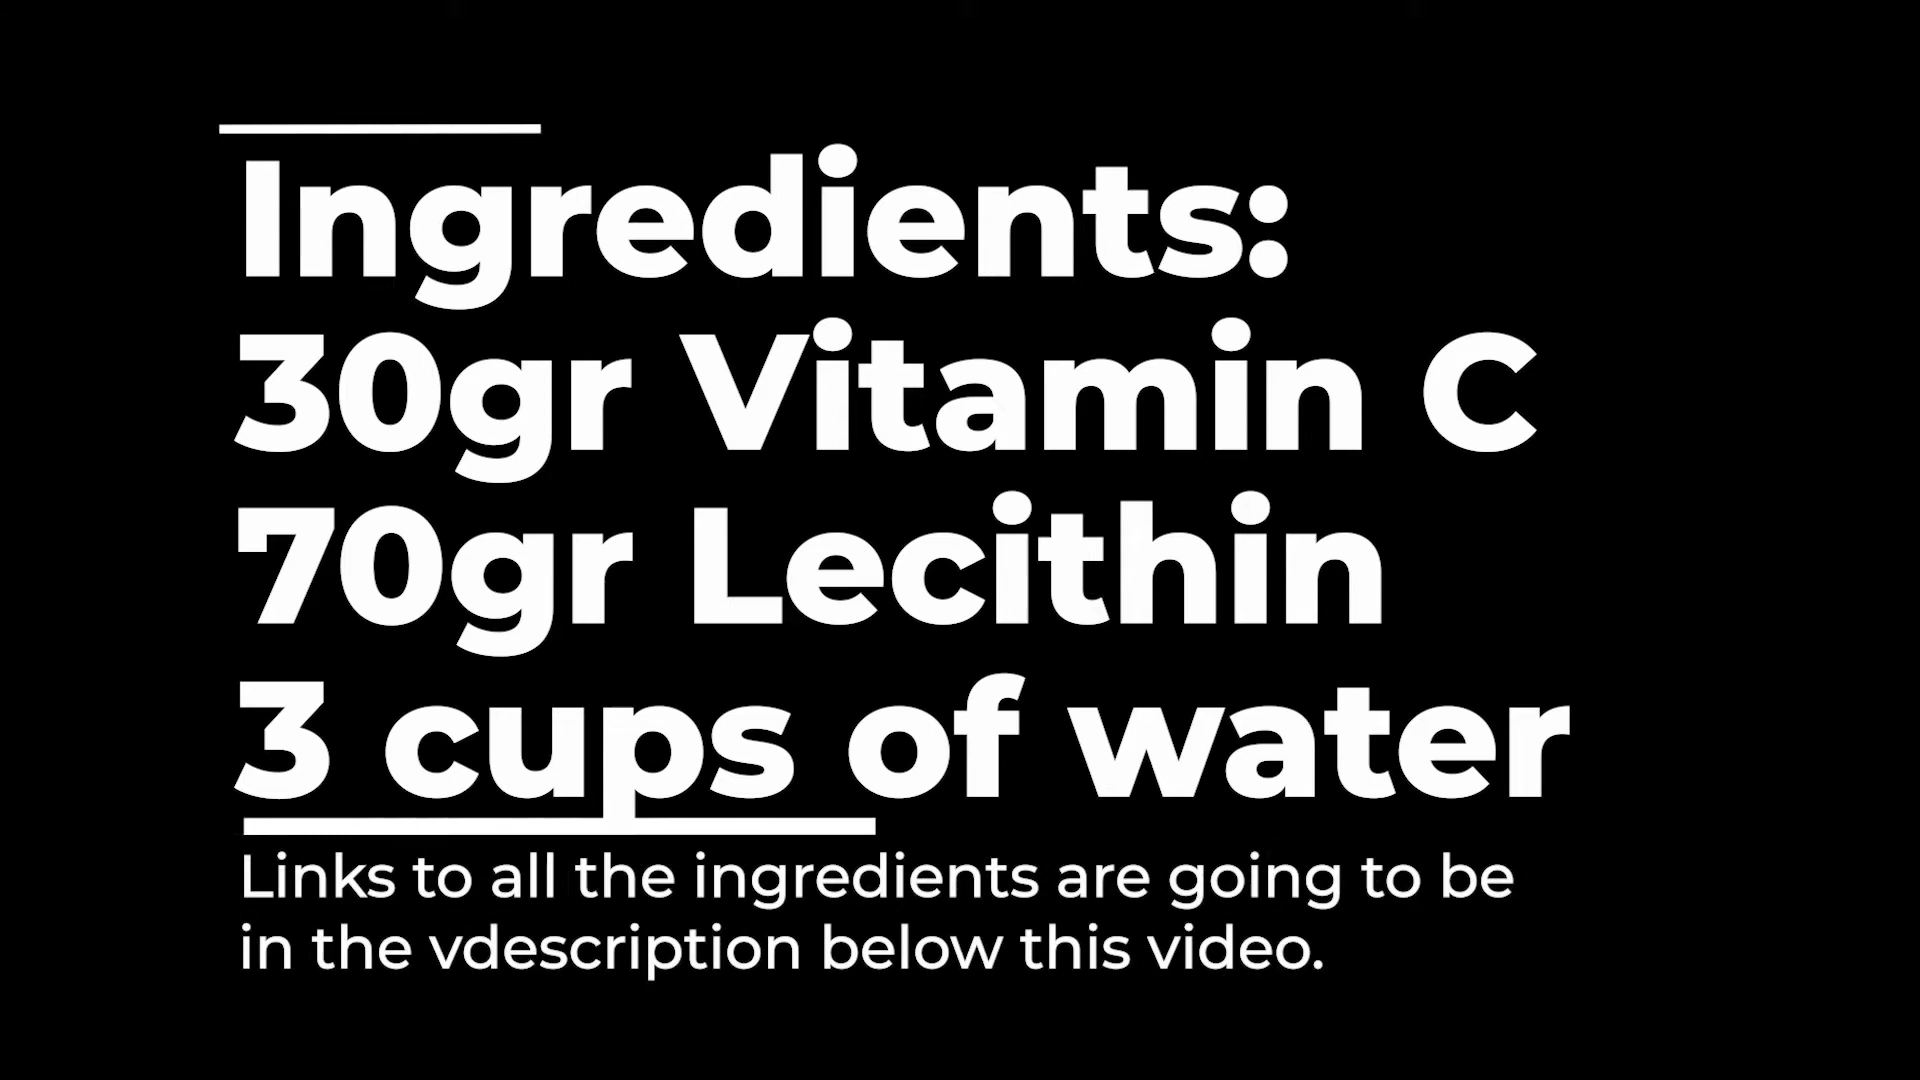 Ingredients:
30gr Vitamin C
70gr Lecithin
3 cups of water
Links to all the ingredients are going to be
in the vdescription below this video.